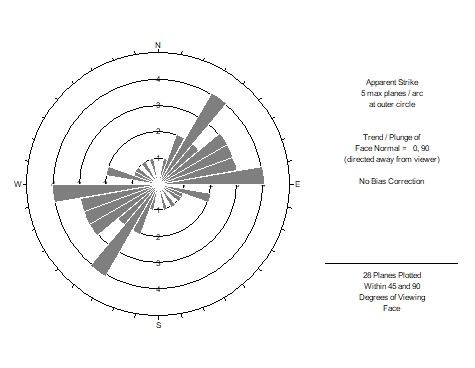 N
Apparent Strike
5 max planes / arc
at outer circle
4
3
2
Trend / Plunge of
Face Normal = 0, 90
(directed away from viewer)
1
W
E
No Bias Correction
1
2
3
4
28 Planes Plotted
Within 45 and 90
Degrees of Viewing
Face
S